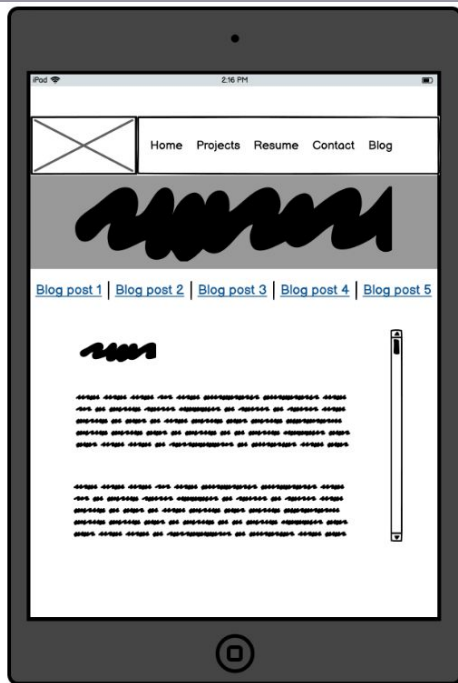 iPod 2:16 PM
Home Projects Resume Contact Blog
Blog post 1 | Blog post 2 | Blog post 3 | Blog post 4 | Blog post 5